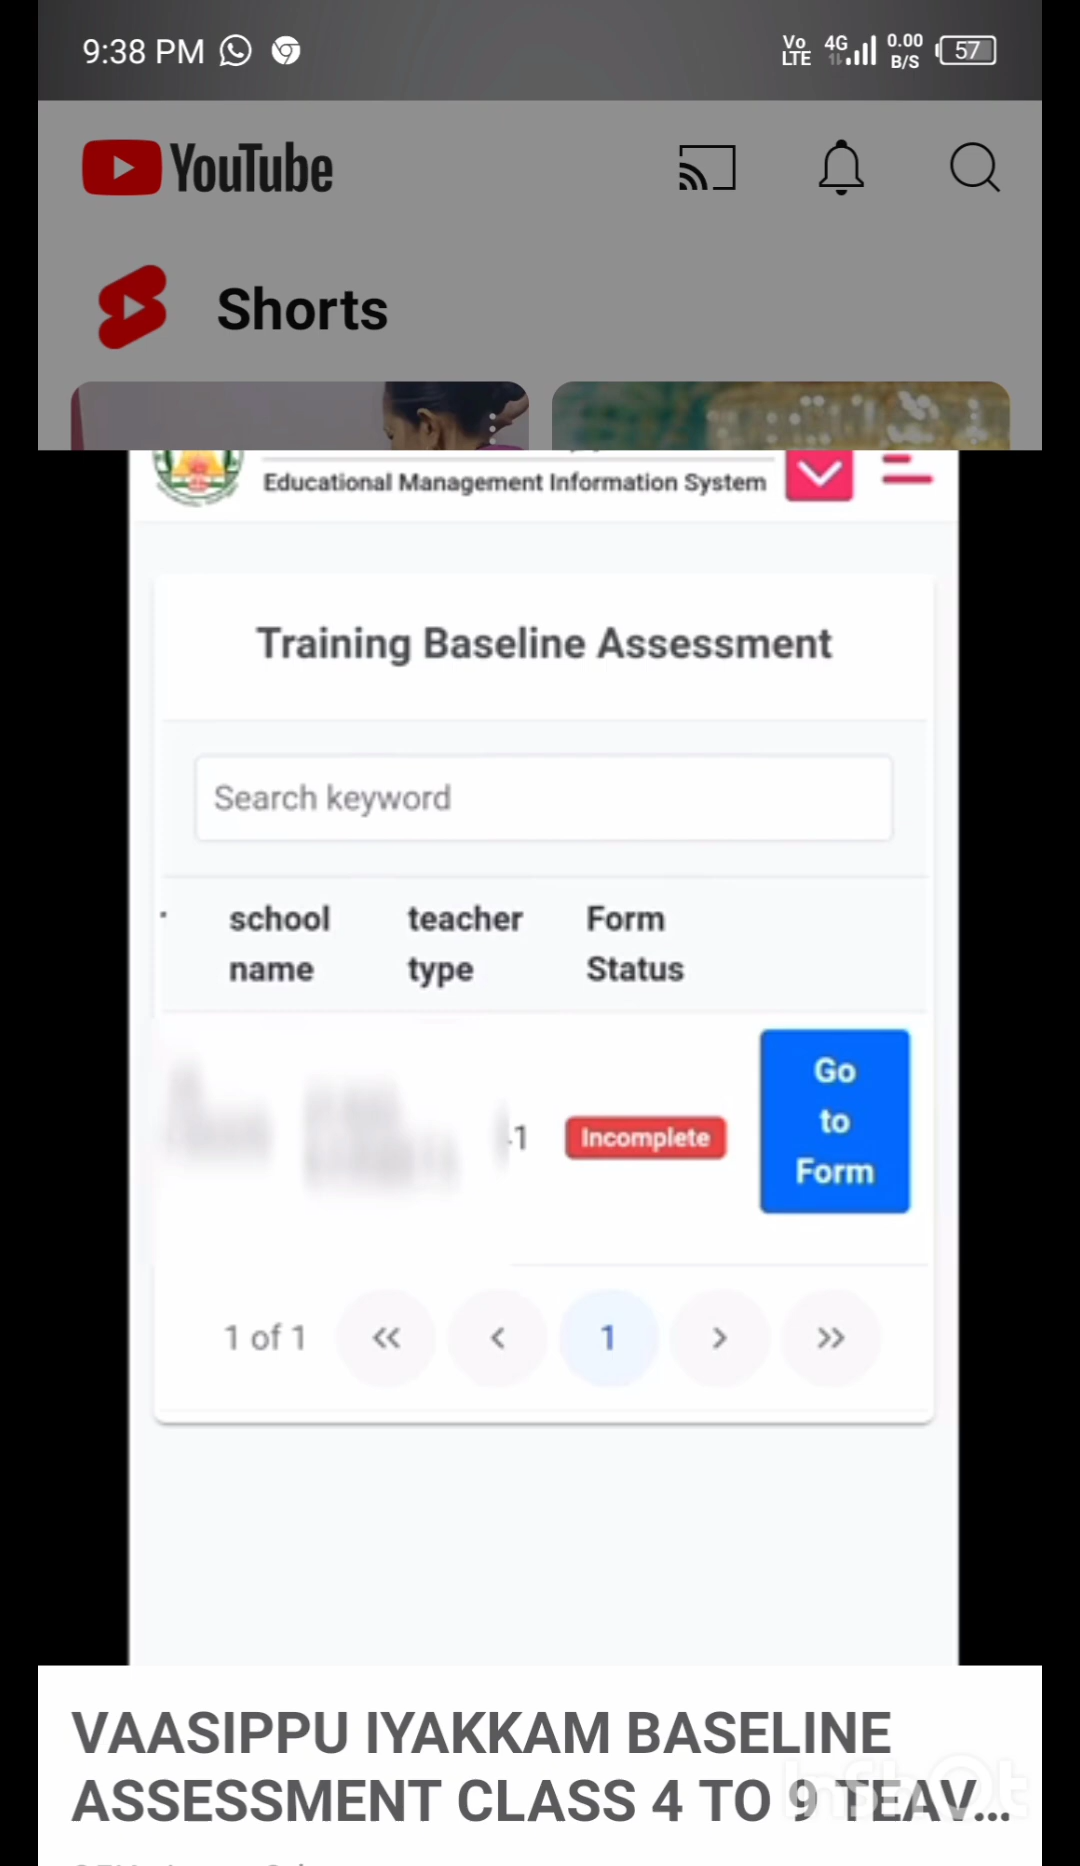 9:38 PM
Vo LTE 4G 0.00 B/S 57
YouTube
Shorts
Educational Management Information System
Training Baseline Assessment
Search keyword
school name
teacher type
Form Status
-1
Incomplete
Go
to
Form
1 of 1 « ‹ 1 › »
VAASIPPU IYAKKAM BASELINE
ASSESSMENT CLASS 4 TO 9 TEAV...
InShOt